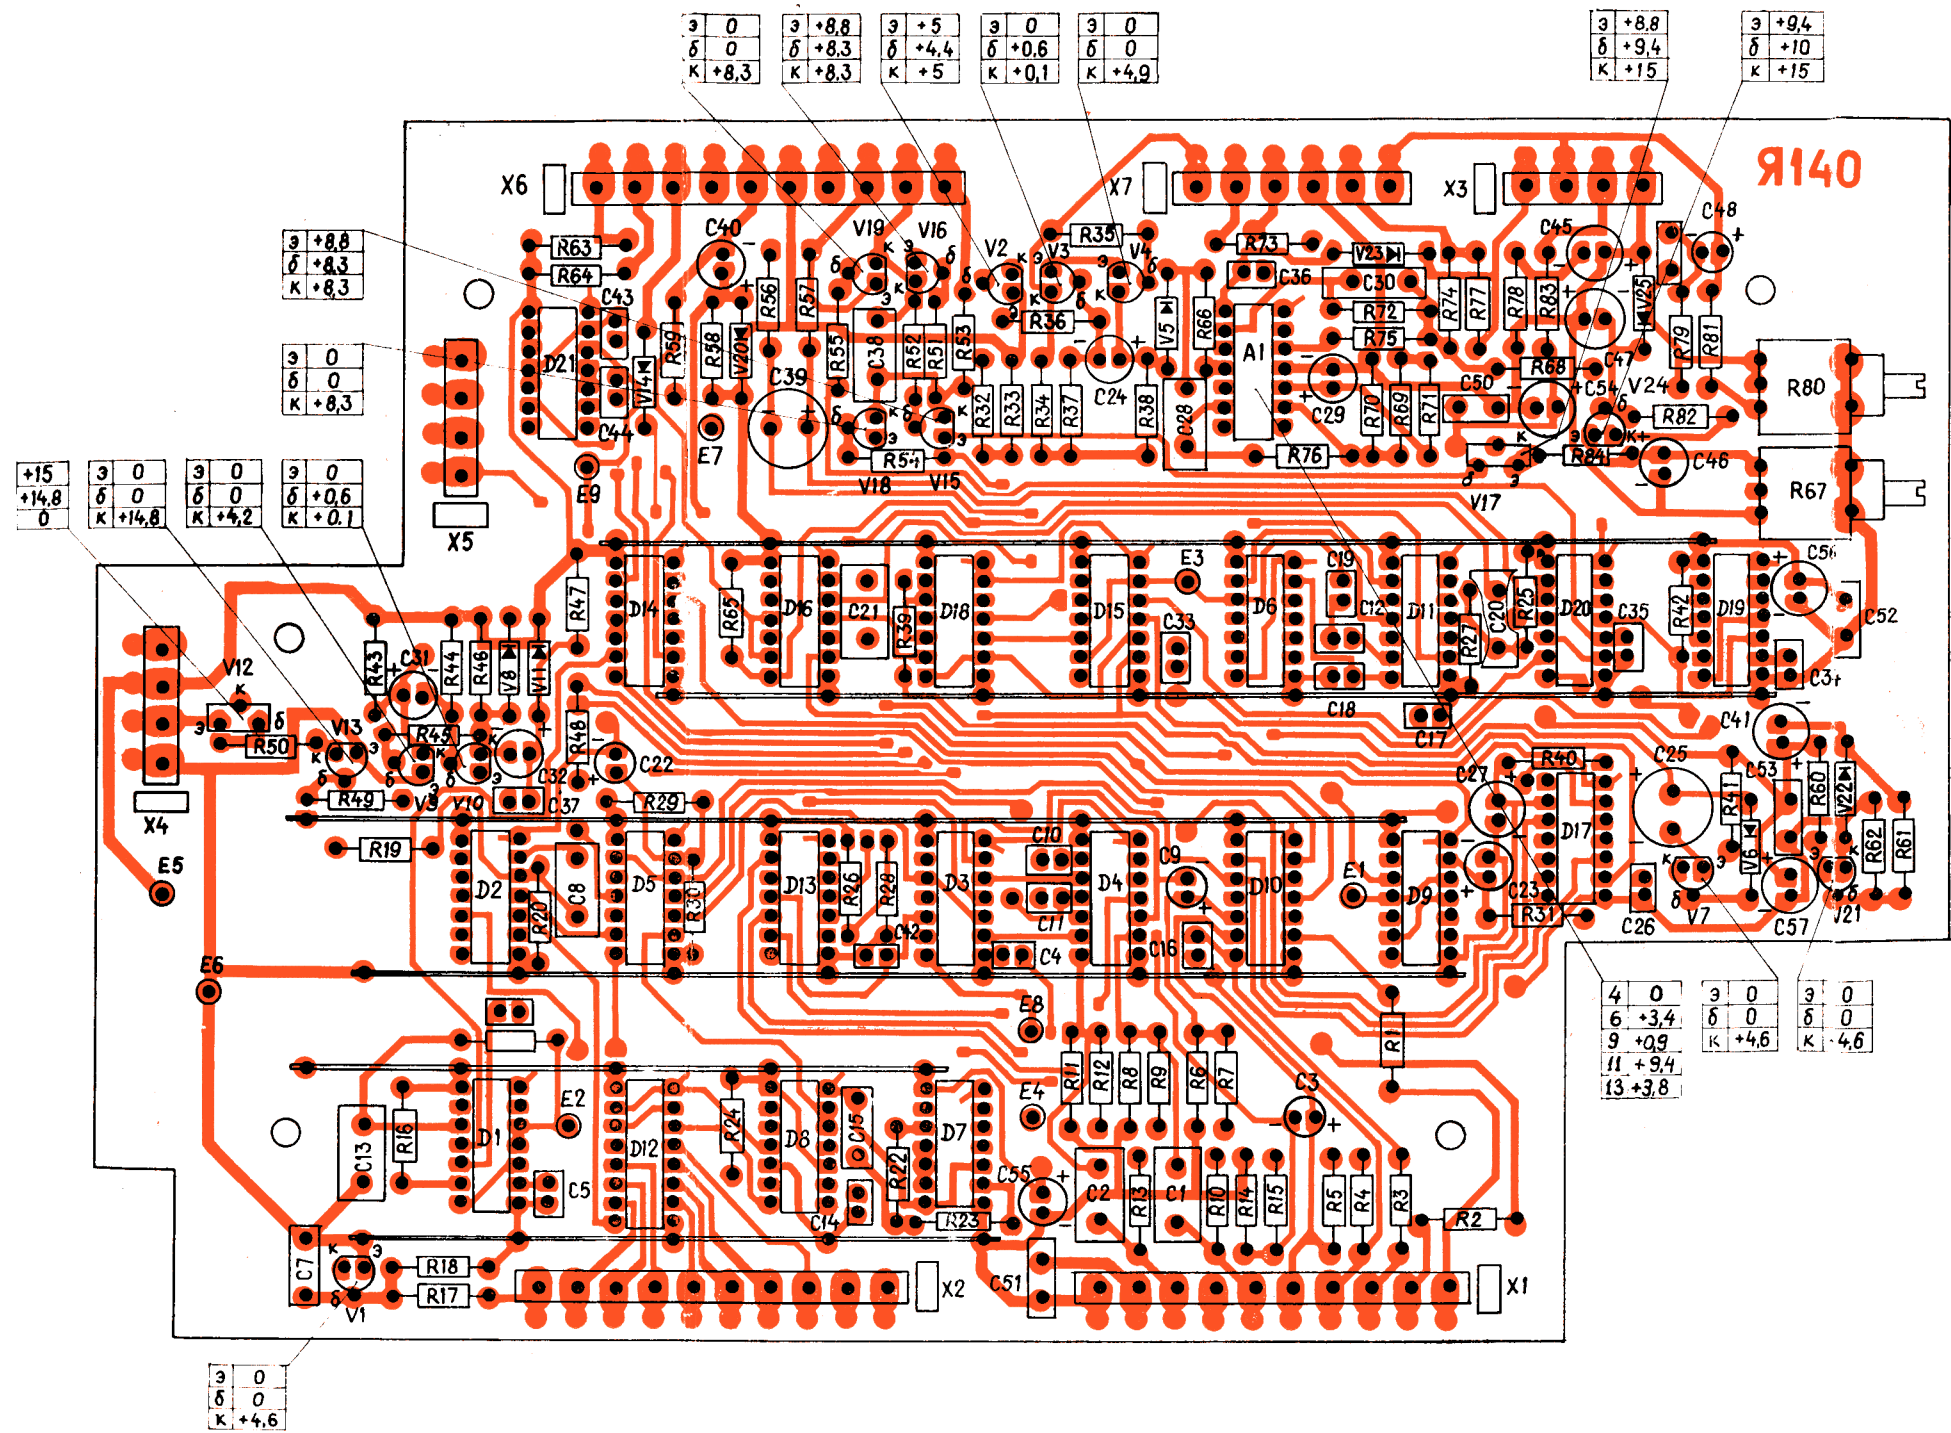 э 0
б 0
к +8,3
э +8,8
б +8,3
к +8,3
э +5
б +4,4
к +5
э 0
б +0,6
к +0,1
э 0
б 0
к +4,9
э +8,8
б +9,4
к +15
э +9,4
б +10
к +15
Я140
X6
X7
X3
э +8,8
б +8,3
к +8,3
э 0
б 0
к +8,3
R63
R64
C40
V19
V16
V2
R35
V3
V4
R73
C36
V23
C30
C45
C48
C43
D21
C44
V14
R59
R58
V20
R56
R57
C39
R55
C38
R52
R51
R53
R36
C24
V5
R66
A1
R72
R75
C29
R74
R77
R78
R83
C47
V25
R79
R81
R68
C50
C54
V24
R82
R80
R32
R33
R34
R37
R38
C28
R70
R69
R71
R76
R84
C46
R67
E7
E9
R54
V18
V15
V17
X5
+15
+14,8
0
э 0
б 0
к +14,8
э 0
б 0
к +4,2
э 0
б +0,6
к +0,1
R47
D14
R65
D16
C21
R39
D18
D15
E3
C33
D6
C19
C12
C18
D11
C17
R27
C20
R25
D20
C35
R42
D19
C56
C52
V12
R43
C31
R44
R46
V8
V11
R50
V13
R45
R48
C32
C22
C37
R49
V9
V10
R29
X4
E5
R19
C27
R40
D17
C25
C41
R41
C53
R60
V22
V6
R62
R61
D2
R20
C8
D5
R30
D13
R26
R28
C42
D3
C10
C11
C4
D4
C9
C16
D10
E1
D9
C23
R31
C26
V7
C57
V21
E6
E8
R1
4 0
6 +3,4
9 +0,9
11 +9,4
13 +3,8
э 0
б 0
к +4,6
э 0
б 0
к 4,6
C13
R16
D1
E2
C5
D12
R24
D8
C15
C14
R22
D7
R23
E4
C55
R11
R12
R8
R9
R6
R7
C3
C2
R13
C1
R10
R14
R15
R5
R4
R3
R2
C7
V1
R18
R17
X2
C51
X1
э 0
б 0
к +4,6